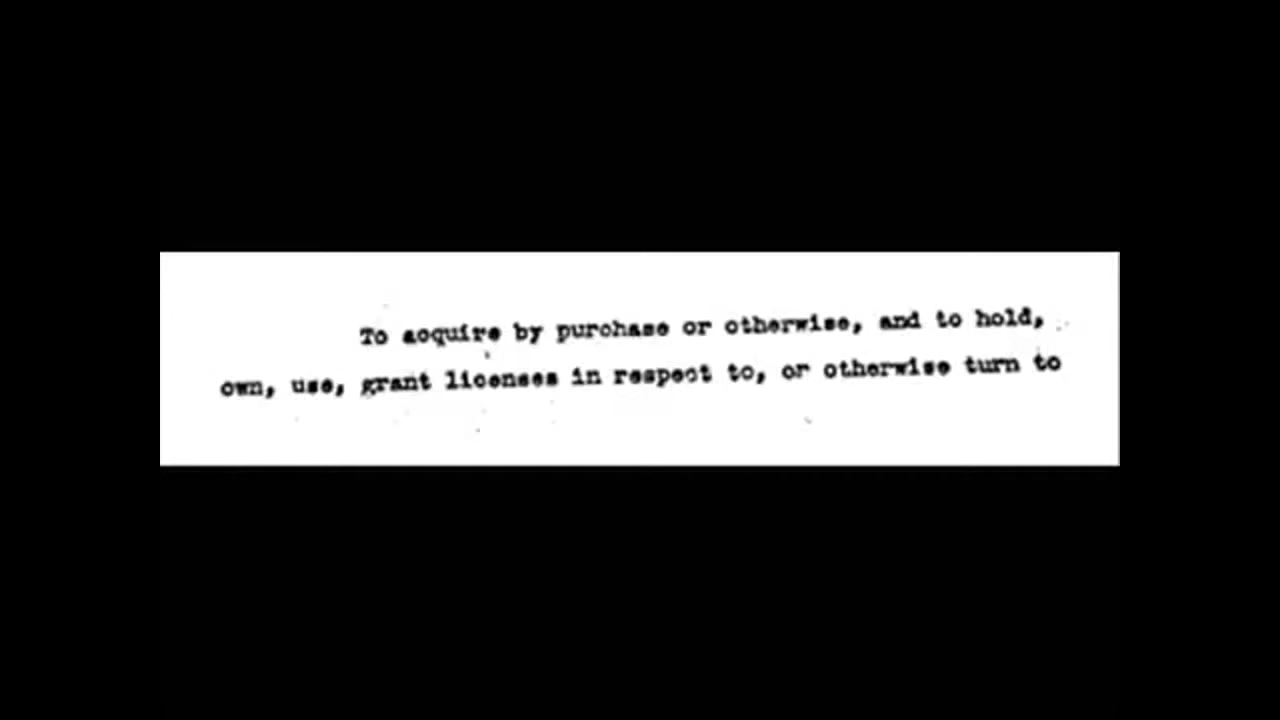 To acquire by purchase or otherwise, and to hold,
own, use, grant licenses in respect to, or otherwise turn to